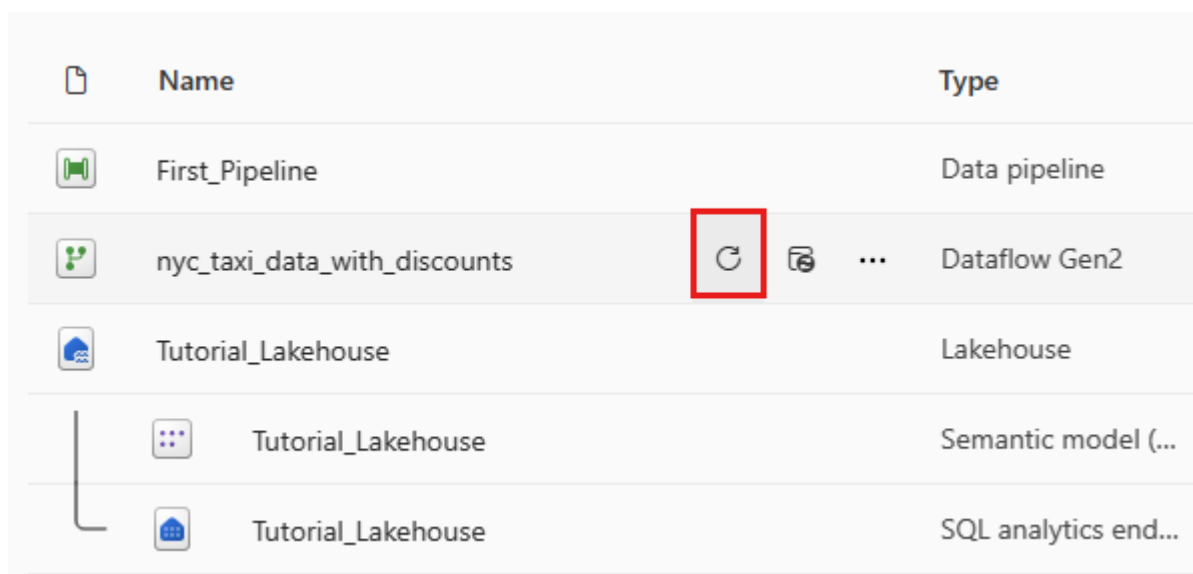 Name Type
First_Pipeline Data pipeline
nyc_taxi_data_with_discounts ... Dataflow Gen2
Tutorial_Lakehouse Lakehouse
Tutorial_Lakehouse Semantic model (...
Tutorial_Lakehouse SQL analytics end...